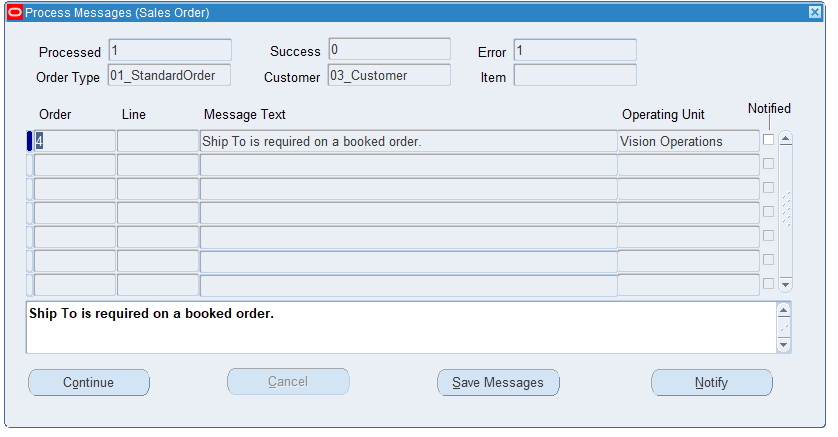 Process Messages (Sales Order)
Processed 1 Success 0 Error 1
Order Type 01_StandardOrder Customer 03_Customer Item
Order Line Message Text Operating Unit Notified
4 Ship To is required on a booked order. Vision Operations
Ship To is required on a booked order.
Continue Cancel Save Messages Notify